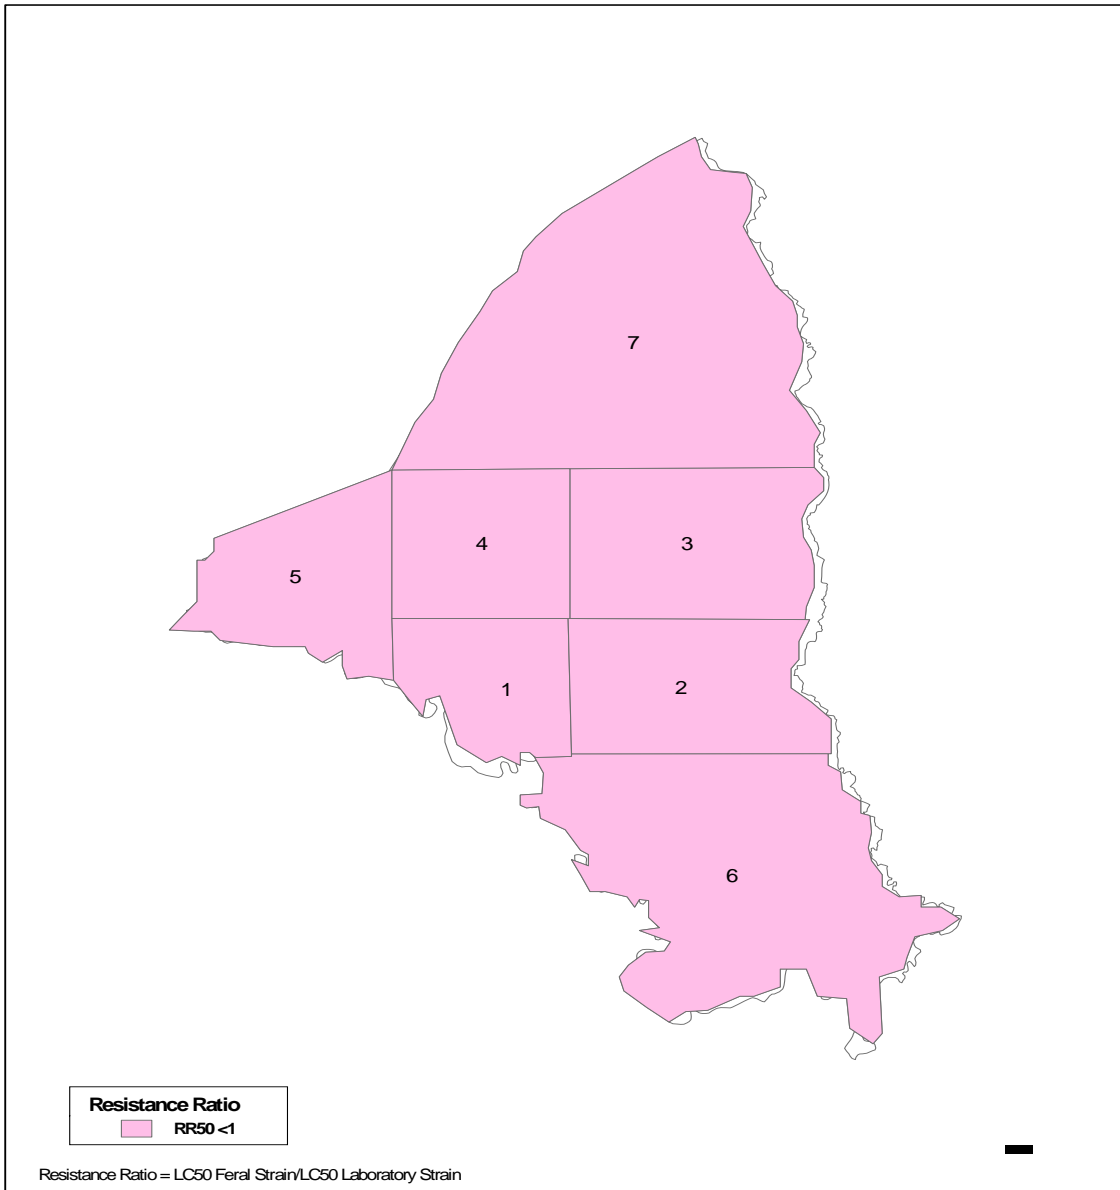 7
4
3
5
1
2
6
Resistance Ratio
RR50 <1
Resistance Ratio = LC50 Feral Strain/LC50 Laboratory Strain